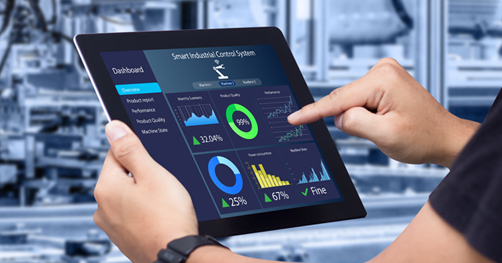 Smart Industrial Control System
Dashboard
Overview
Product report
Performance
Product Quality
Machine State
Product Quality
Performance
99%
32.04%
25%
67%
Fine